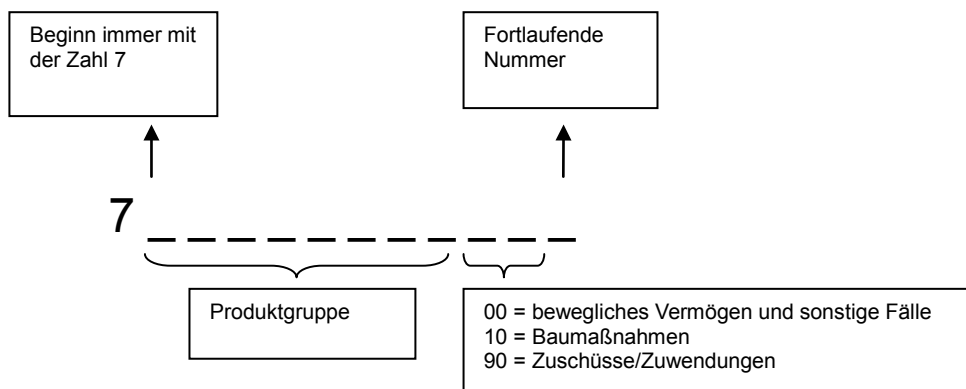 Beginn immer mit
der Zahl 7
Fortlaufende
Nummer
7 _ _ _ _ _ _ _ _ _ _ _
Produktgruppe
00 = bewegliches Vermögen und sonstige Fälle
10 = Baumaßnahmen
90 = Zuschüsse/Zuwendungen